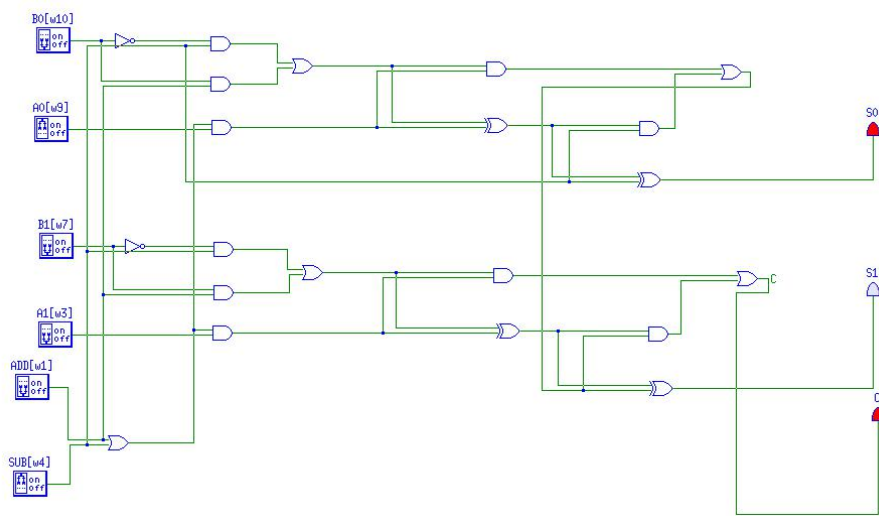 B0[w10]
on
off
A0[w9]
on
off
S0
B1[w7]
on
off
S1
C
A1[w3]
on
off
ADD[w1]
on
off
C
SUB[w4]
on
off